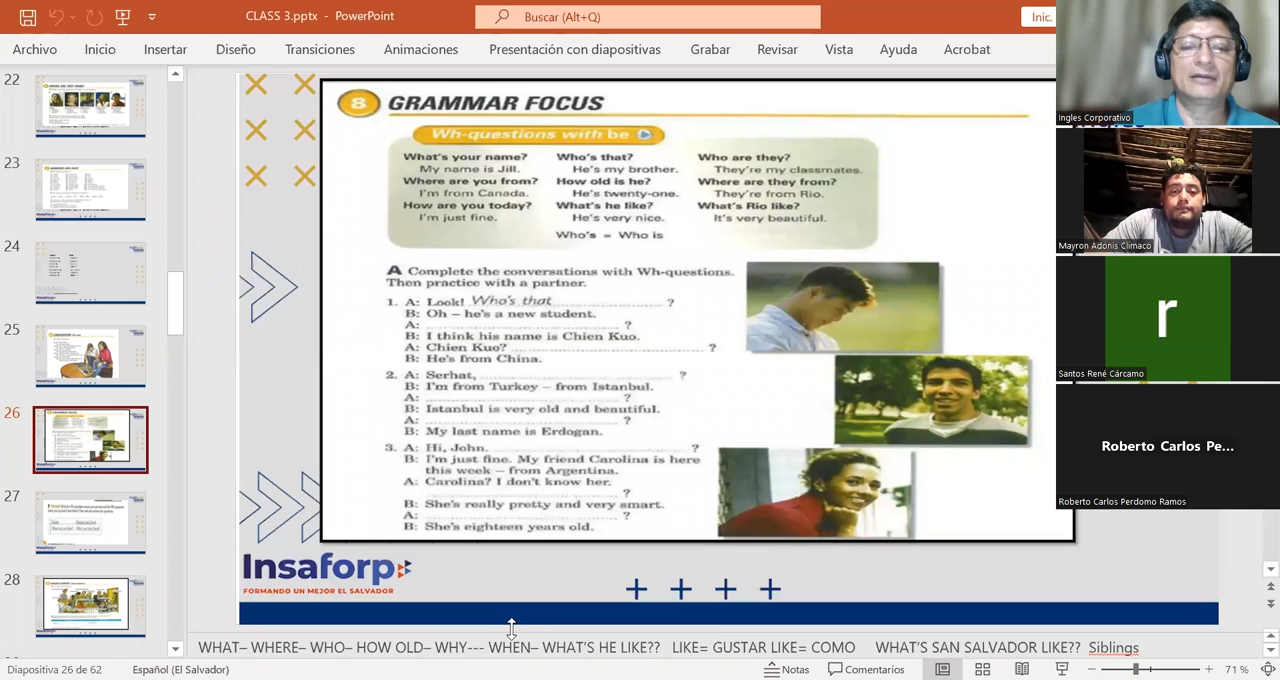 CLASS 3.pptx - PowerPoint
Buscar (Alt+Q)
Inic.
Archivo Inicio Insertar Diseño Transiciones Animaciones Presentación con diapositivas Grabar Revisar Vista Ayuda Acrobat
22
23
24
25
26
27
28
8 GRAMMAR FOCUS
Wh-questions with be
What's your name?
My name is Jill.
Where are you from?
I'm from Canada.
How are you today?
I'm just fine.
Who's that?
He's my brother.
How old is he?
He's twenty-one.
What's he like?
He's very nice.
Who's = Who is
Who are they?
They're my classmates.
Where are they from?
They're from Rio.
What's Rio like?
It's very beautiful.
A Complete the conversations with Wh-questions.
Then practice with a partner.
1. A: Look! Who's that ?
B: Oh – he's a new student.
A: ?
B: I think his name is Chien Kuo.
A: Chien Kuo? ?
B: He's from China.
2. A: Serhat, ?
B: I'm from Turkey – from Istanbul.
A: ?
B: Istanbul is very old and beautiful.
A: ?
B: My last name is Erdogan.
3. A: Hi, John. ?
B: I'm just fine. My friend Carolina is here
this week – from Argentina.
A: Carolina? I don't know her.
?
B: She's really pretty and very smart.
A: ?
B: She's eighteen years old.
Insaforp
FORMANDO UN MEJOR EL SALVADOR
Ingles Corporativo
Mayron Adonis Climaco
r
Santos René Cárcamo
Roberto Carlos Pe...
Roberto Carlos Perdomo Ramos
WHAT– WHERE– WHO– HOW OLD– WHY--- WHEN– WHAT'S HE LIKE?? LIKE= GUSTAR LIKE= COMO WHAT'S SAN SALVADOR LIKE?? Siblings
Diapositiva 26 de 62 Español (El Salvador) Notas Comentarios 71 %